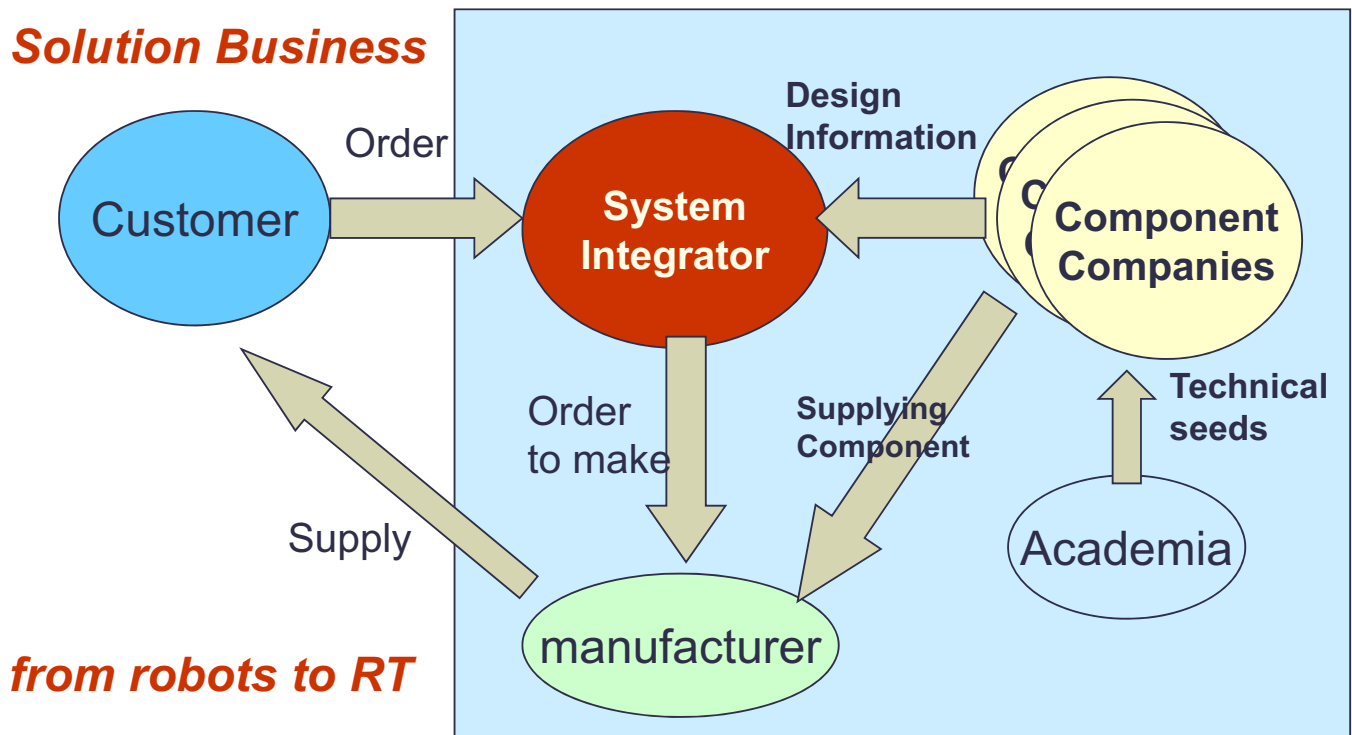 Solution Business
Order
Customer
System
Integrator
Design
Information
C
C
C
Component
Companies
Order
to make
Supplying
Component
Technical
seeds
Supply
Academia
manufacturer
from robots to RT